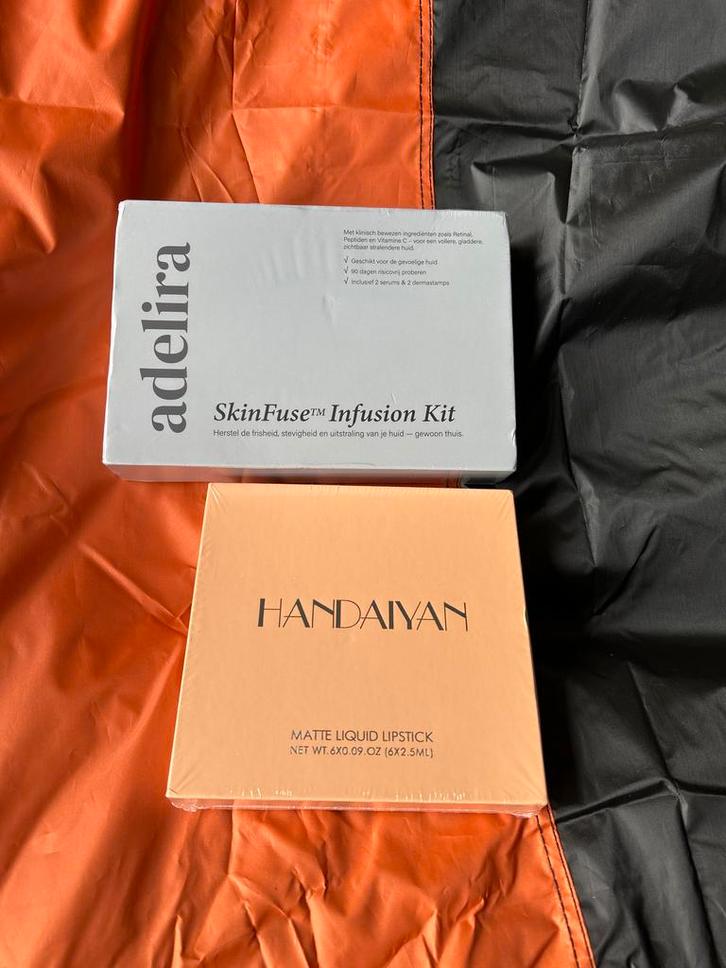 adelira
Met klinisch bewezen ingrediënten zoals Retinal,
Peptiden en Vitamine C – voor een vollere, gladdere,
zichtbaar stralendere huid.
√ Geschikt voor de gevoelige huid
√ 90 dagen risicovrij proberen
√ Inclusief 2 serums & 2 dermastamps
SkinFuse™ Infusion Kit
Herstel de frisheid, stevigheid en uitstraling van je huid — gewoon thuis.
HANDAIYAN
MATTE LIQUID LIPSTICK
NET WT.6X0.09.OZ (6X2.5ML)